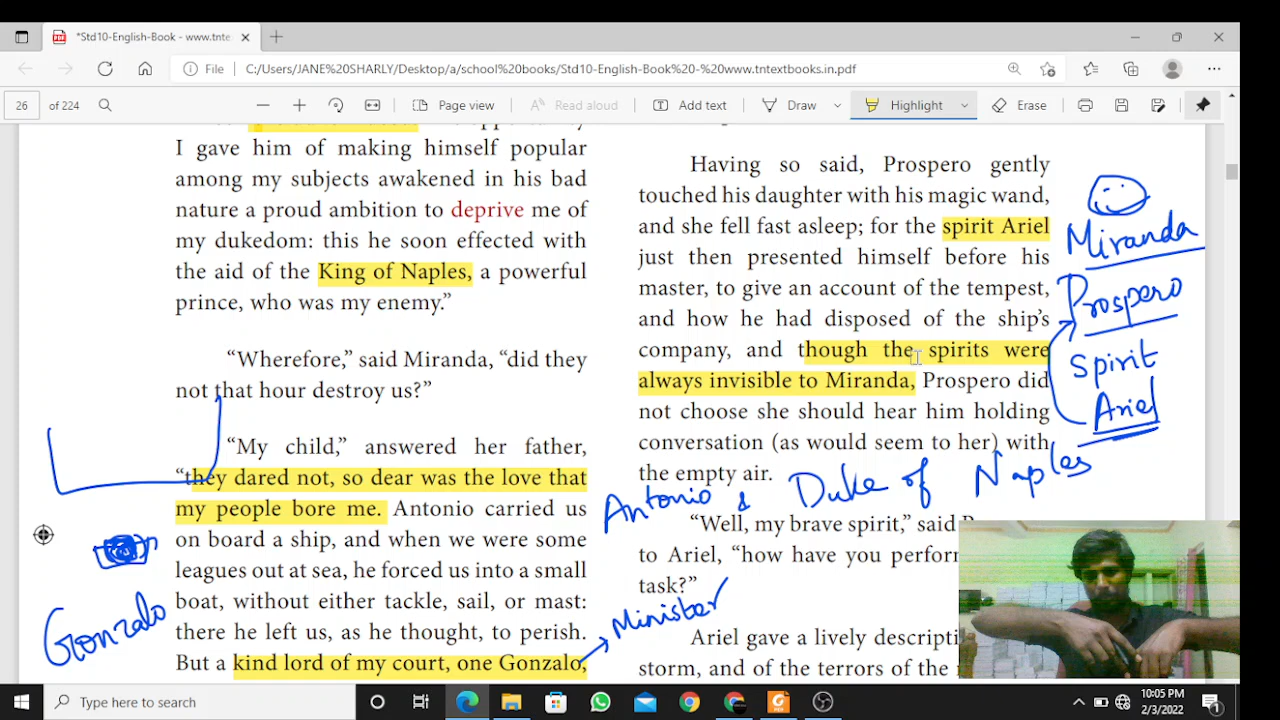 *Std10-English-Book - www.tnte
File C:/Users/JANE%20SHARLY/Desktop/a/school%20books/Std10-English-Book%20-%20www.tntextbooks.in.pdf
26 of 224 Page view Read aloud Add text Draw Highlight Erase
I gave him of making himself popular
among my subjects awakened in his bad
nature a proud ambition to deprive me of
my dukedom: this he soon effected with
the aid of the King of Naples, a powerful
prince, who was my enemy.”
“Wherefore,” said Miranda, “did they
not that hour destroy us?”
“My child,” answered her father,
“they dared not, so dear was the love that
my people bore me. Antonio carried us
on board a ship, and when we were some
leagues out at sea, he forced us into a small
boat, without either tackle, sail, or mast:
there he left us, as he thought, to perish.
But a kind lord of my court, one Gonzalo,
Gonzalo
Having so said, Prospero gently
touched his daughter with his magic wand,
and she fell fast asleep; for the spirit Ariel
just then presented himself before his
master, to give an account of the tempest,
and how he had disposed of the ship’s
company, and though the spirits were
always invisible to Miranda, Prospero did
not choose she should hear him holding
conversation (as would seem to her) with
the empty air.
Antonio & Duke of Naples
“Well, my brave spirit,” said P
to Ariel, “how have you perfor
task?”
Minister
Ariel gave a lively descripti
storm, and of the terrors of the
Miranda
Prospero
Spirit
Ariel
Type here to search
10:05 PM
2/3/2022